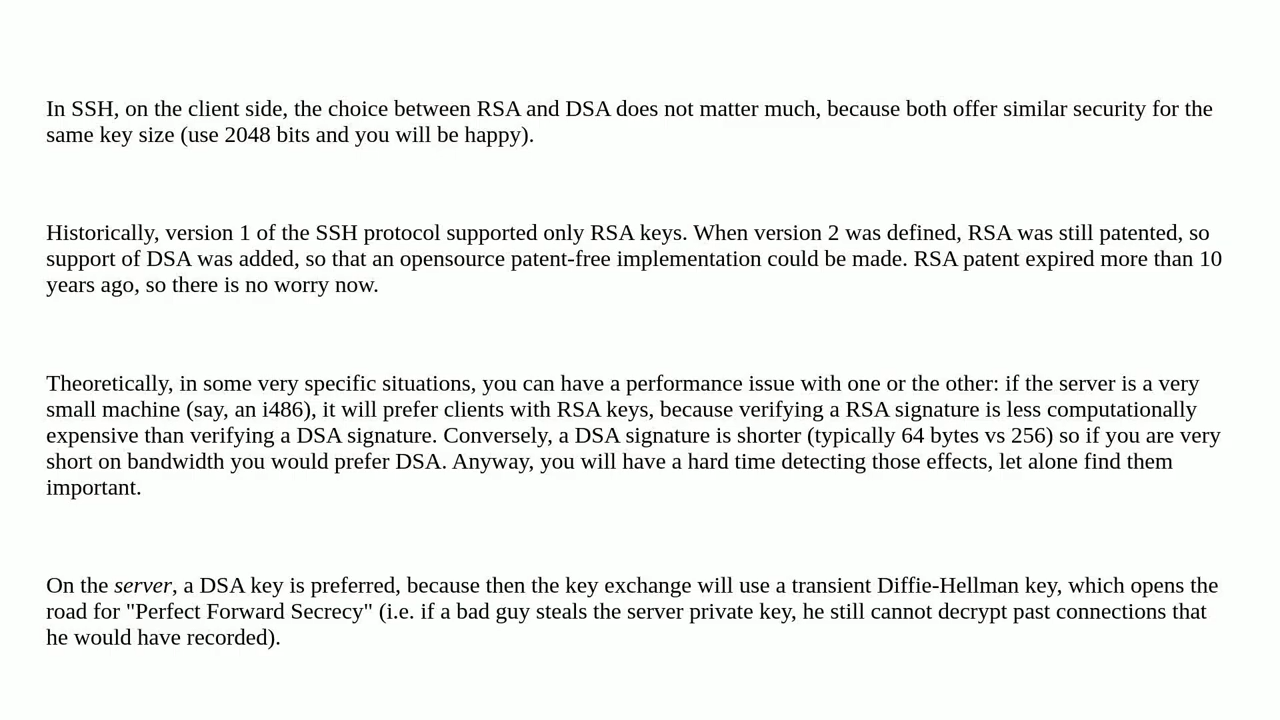 In SSH, on the client side, the choice between RSA and DSA does not matter much, because both offer similar security for the
same key size (use 2048 bits and you will be happy).
Historically, version 1 of the SSH protocol supported only RSA keys. When version 2 was defined, RSA was still patented, so
support of DSA was added, so that an opensource patent-free implementation could be made. RSA patent expired more than 10
years ago, so there is no worry now.
Theoretically, in some very specific situations, you can have a performance issue with one or the other: if the server is a very
small machine (say, an i486), it will prefer clients with RSA keys, because verifying a RSA signature is less computationally
expensive than verifying a DSA signature. Conversely, a DSA signature is shorter (typically 64 bytes vs 256) so if you are very
short on bandwidth you would prefer DSA. Anyway, you will have a hard time detecting those effects, let alone find them
important.
On the server, a DSA key is preferred, because then the key exchange will use a transient Diffie-Hellman key, which opens the
road for "Perfect Forward Secrecy" (i.e. if a bad guy steals the server private key, he still cannot decrypt past connections that
he would have recorded).